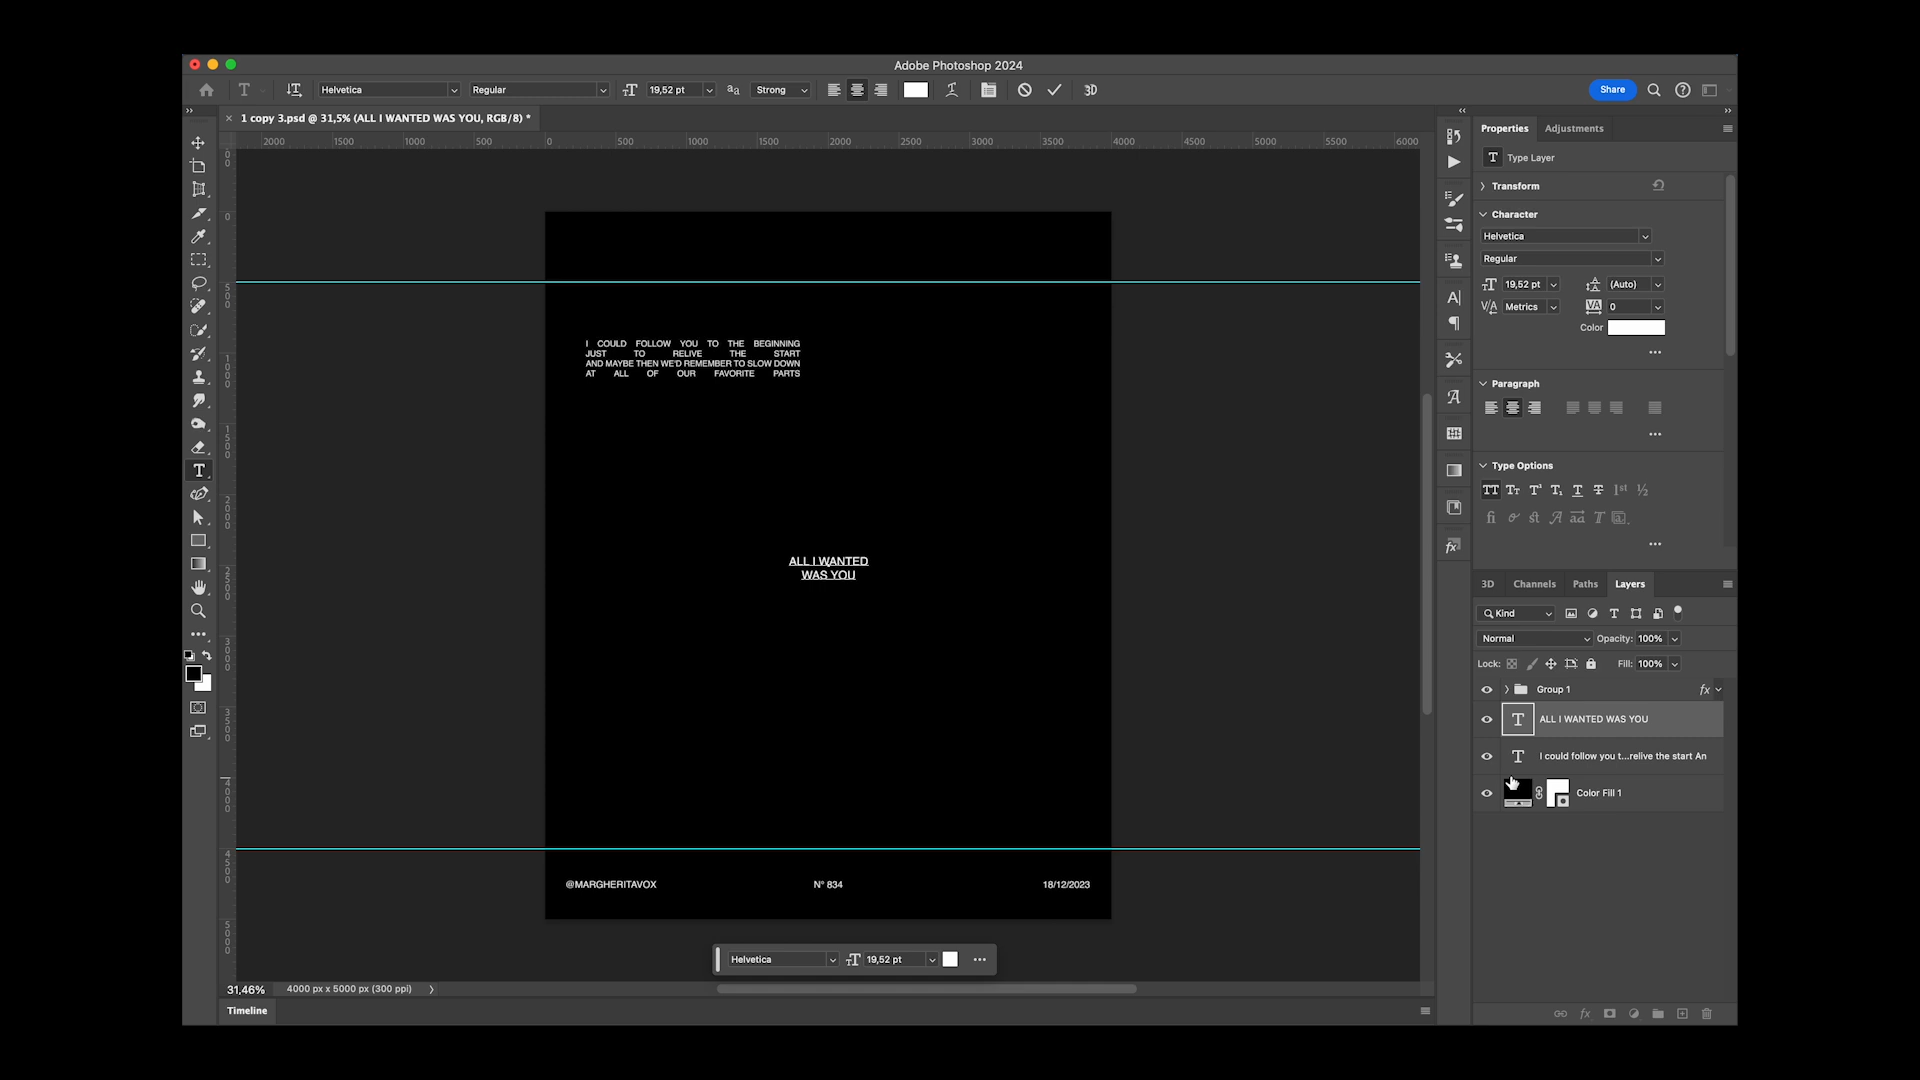 Adobe Photoshop 2024
Helvetica Regular 19,52 pt aa Strong 3D Share
1 copy 3.psd @ 31,5% (ALL I WANTED WAS YOU, RGB/8) *
2000 1500 1000 500 0 500 1000 1500 2000 2500 3000 3500 4000 4500 5000 5500 6000
Properties Adjustments
Type Layer
Transform
Character
Helvetica
Regular
19,52 pt (Auto)
Metrics 0
Color
Paragraph
Type Options
I COULD FOLLOW YOU TO THE BEGINNING
JUST TO RELIVE THE START
AND MAYBE THEN WE'D REMEMBER TO SLOW DOWN
AT ALL OF OUR FAVORITE PARTS
ALL I WANTED
WAS YOU
@MARGHERITAVOX N° 834 18/12/2023
3D Channels Paths Layers
Kind
Normal Opacity: 100%
Lock: Fill: 100%
Group 1 fx
ALL I WANTED WAS YOU
I could follow you t...relive the start An
Color Fill 1
Helvetica 19,52 pt
31.46% 4000 px x 5000 px (300 ppi)
Timeline